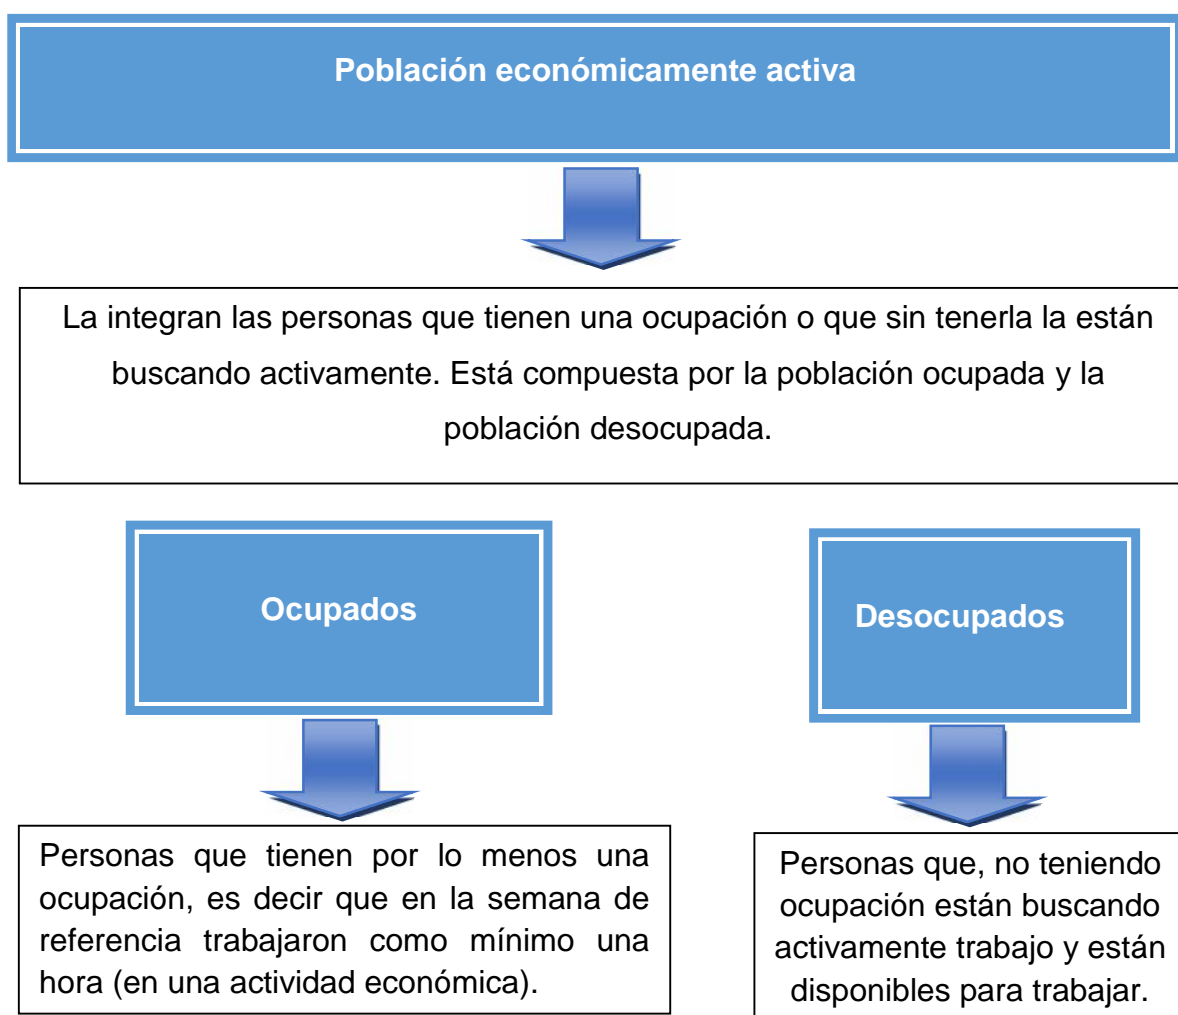 Población económicamente activa
La integran las personas que tienen una ocupación o que sin tenerla la están
buscando activamente. Está compuesta por la población ocupada y la
población desocupada.
Ocupados
Desocupados
Personas que tienen por lo menos una
ocupación, es decir que en la semana de
referencia trabajaron como mínimo una
hora (en una actividad económica).
Personas que, no teniendo
ocupación están buscando
activamente trabajo y están
disponibles para trabajar.